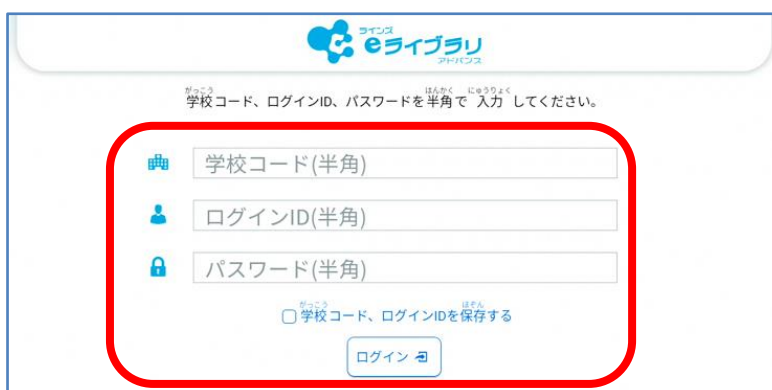 ラインズ
eライブラリ
アドバンス
がっこう はんかく にゅうりょく
学校コード、ログインID、パスワードを半角で 入力 してください。
学校コード(半角)
ログインID(半角)
パスワード(半角)
がっこう ほぞん
学校コード、ログインIDを保存する
ログイン